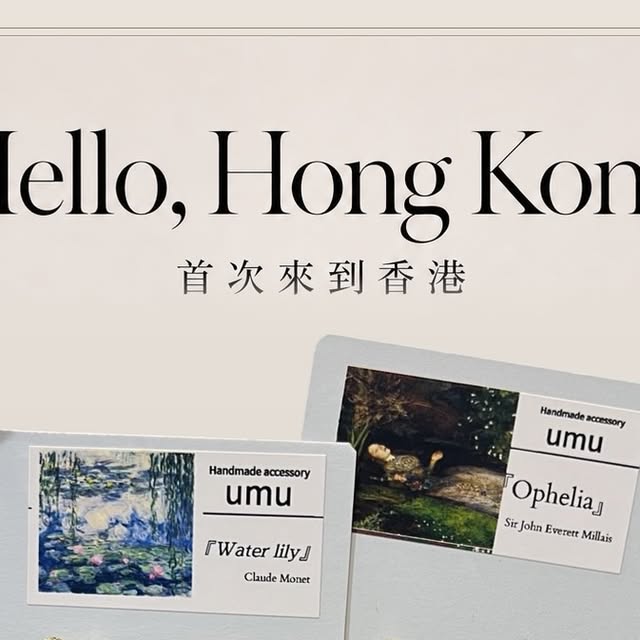 Hello, Hong Kon
首次來到香港
Handmade accessory
umu
『Ophelia』
Sir John Everett Millais
Handmade accessory
umu
『Water lily』
Claude Monet